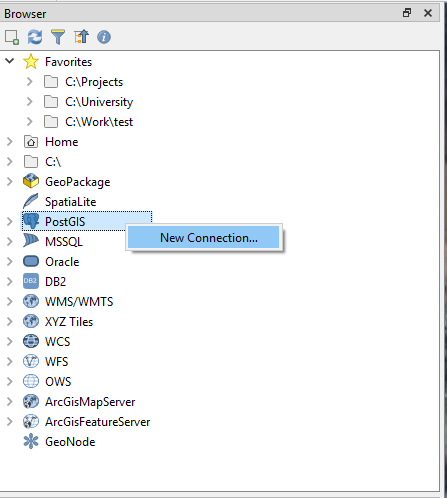 Browser
Favorites
C:\Projects
C:\University
C:\Work\test
Home
C:\
GeoPackage
SpatiaLite
PostGIS
New Connection...
MSSQL
Oracle
DB2
DB2
WMS/WMTS
XYZ Tiles
WCS
WFS
OWS
ArcGisMapServer
ArcGisFeatureServer
GeoNode